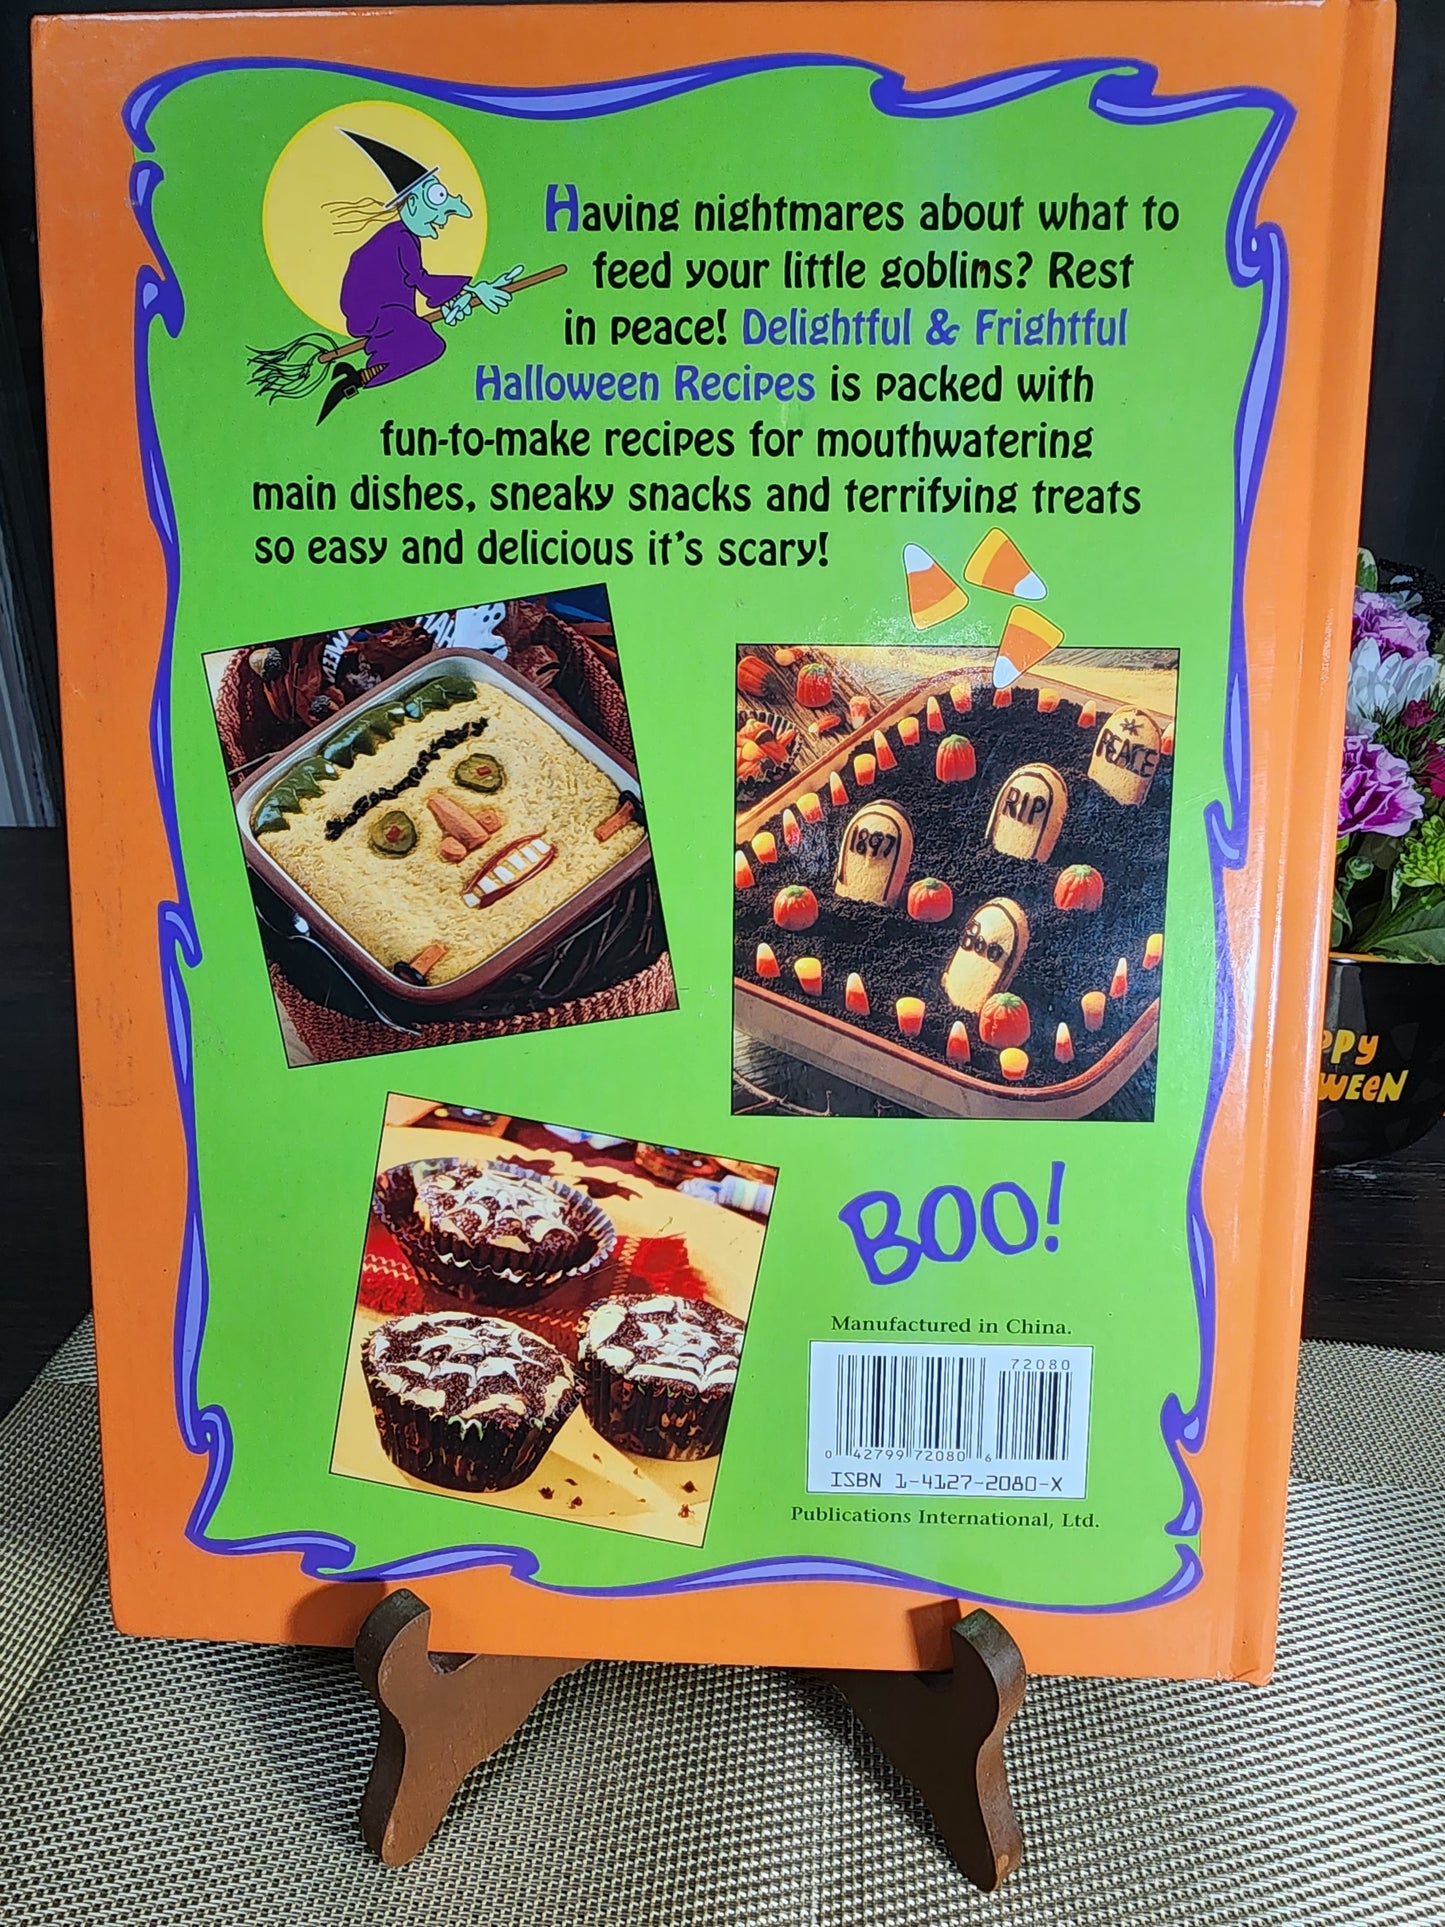 Having nightmares about what to
feed your little goblins? Rest
in peace! Delightful & Frightful
Halloween Recipes is packed with
fun-to-make recipes for mouthwatering
main dishes, sneaky snacks and terrifying treats
so easy and delicious it's scary!
PEACE
RIP
1897
Boo
BOO!
Manufactured in China.
72080
0 42799 72080 6
ISBN 1-4127-2080-X
Publications International, Ltd.